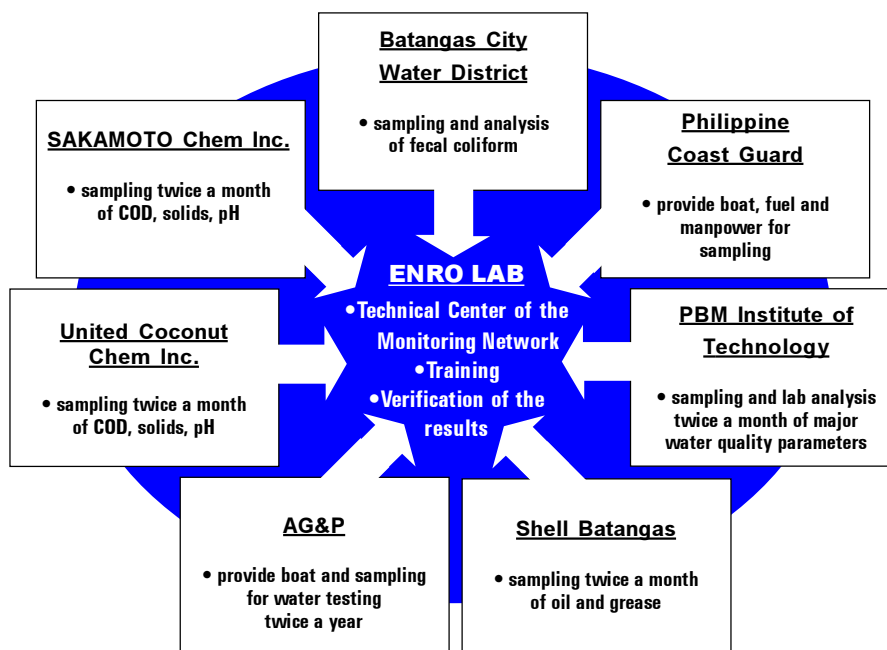 Batangas City
Water District
• sampling and analysis
of fecal coliform
SAKAMOTO Chem Inc.
• sampling twice a month
of COD, solids, pH
Philippine
Coast Guard
• provide boat, fuel and
manpower for
sampling
ENRO LAB
•Technical Center of the
Monitoring Network
•Training
•Verification of the
results
United Coconut
Chem Inc.
• sampling twice a month
of COD, solids, pH
PBM Institute of
Technology
• sampling and lab analysis
twice a month of major
water quality parameters
AG&P
• provide boat and sampling
for water testing
twice a year
Shell Batangas
• sampling twice a month
of oil and grease